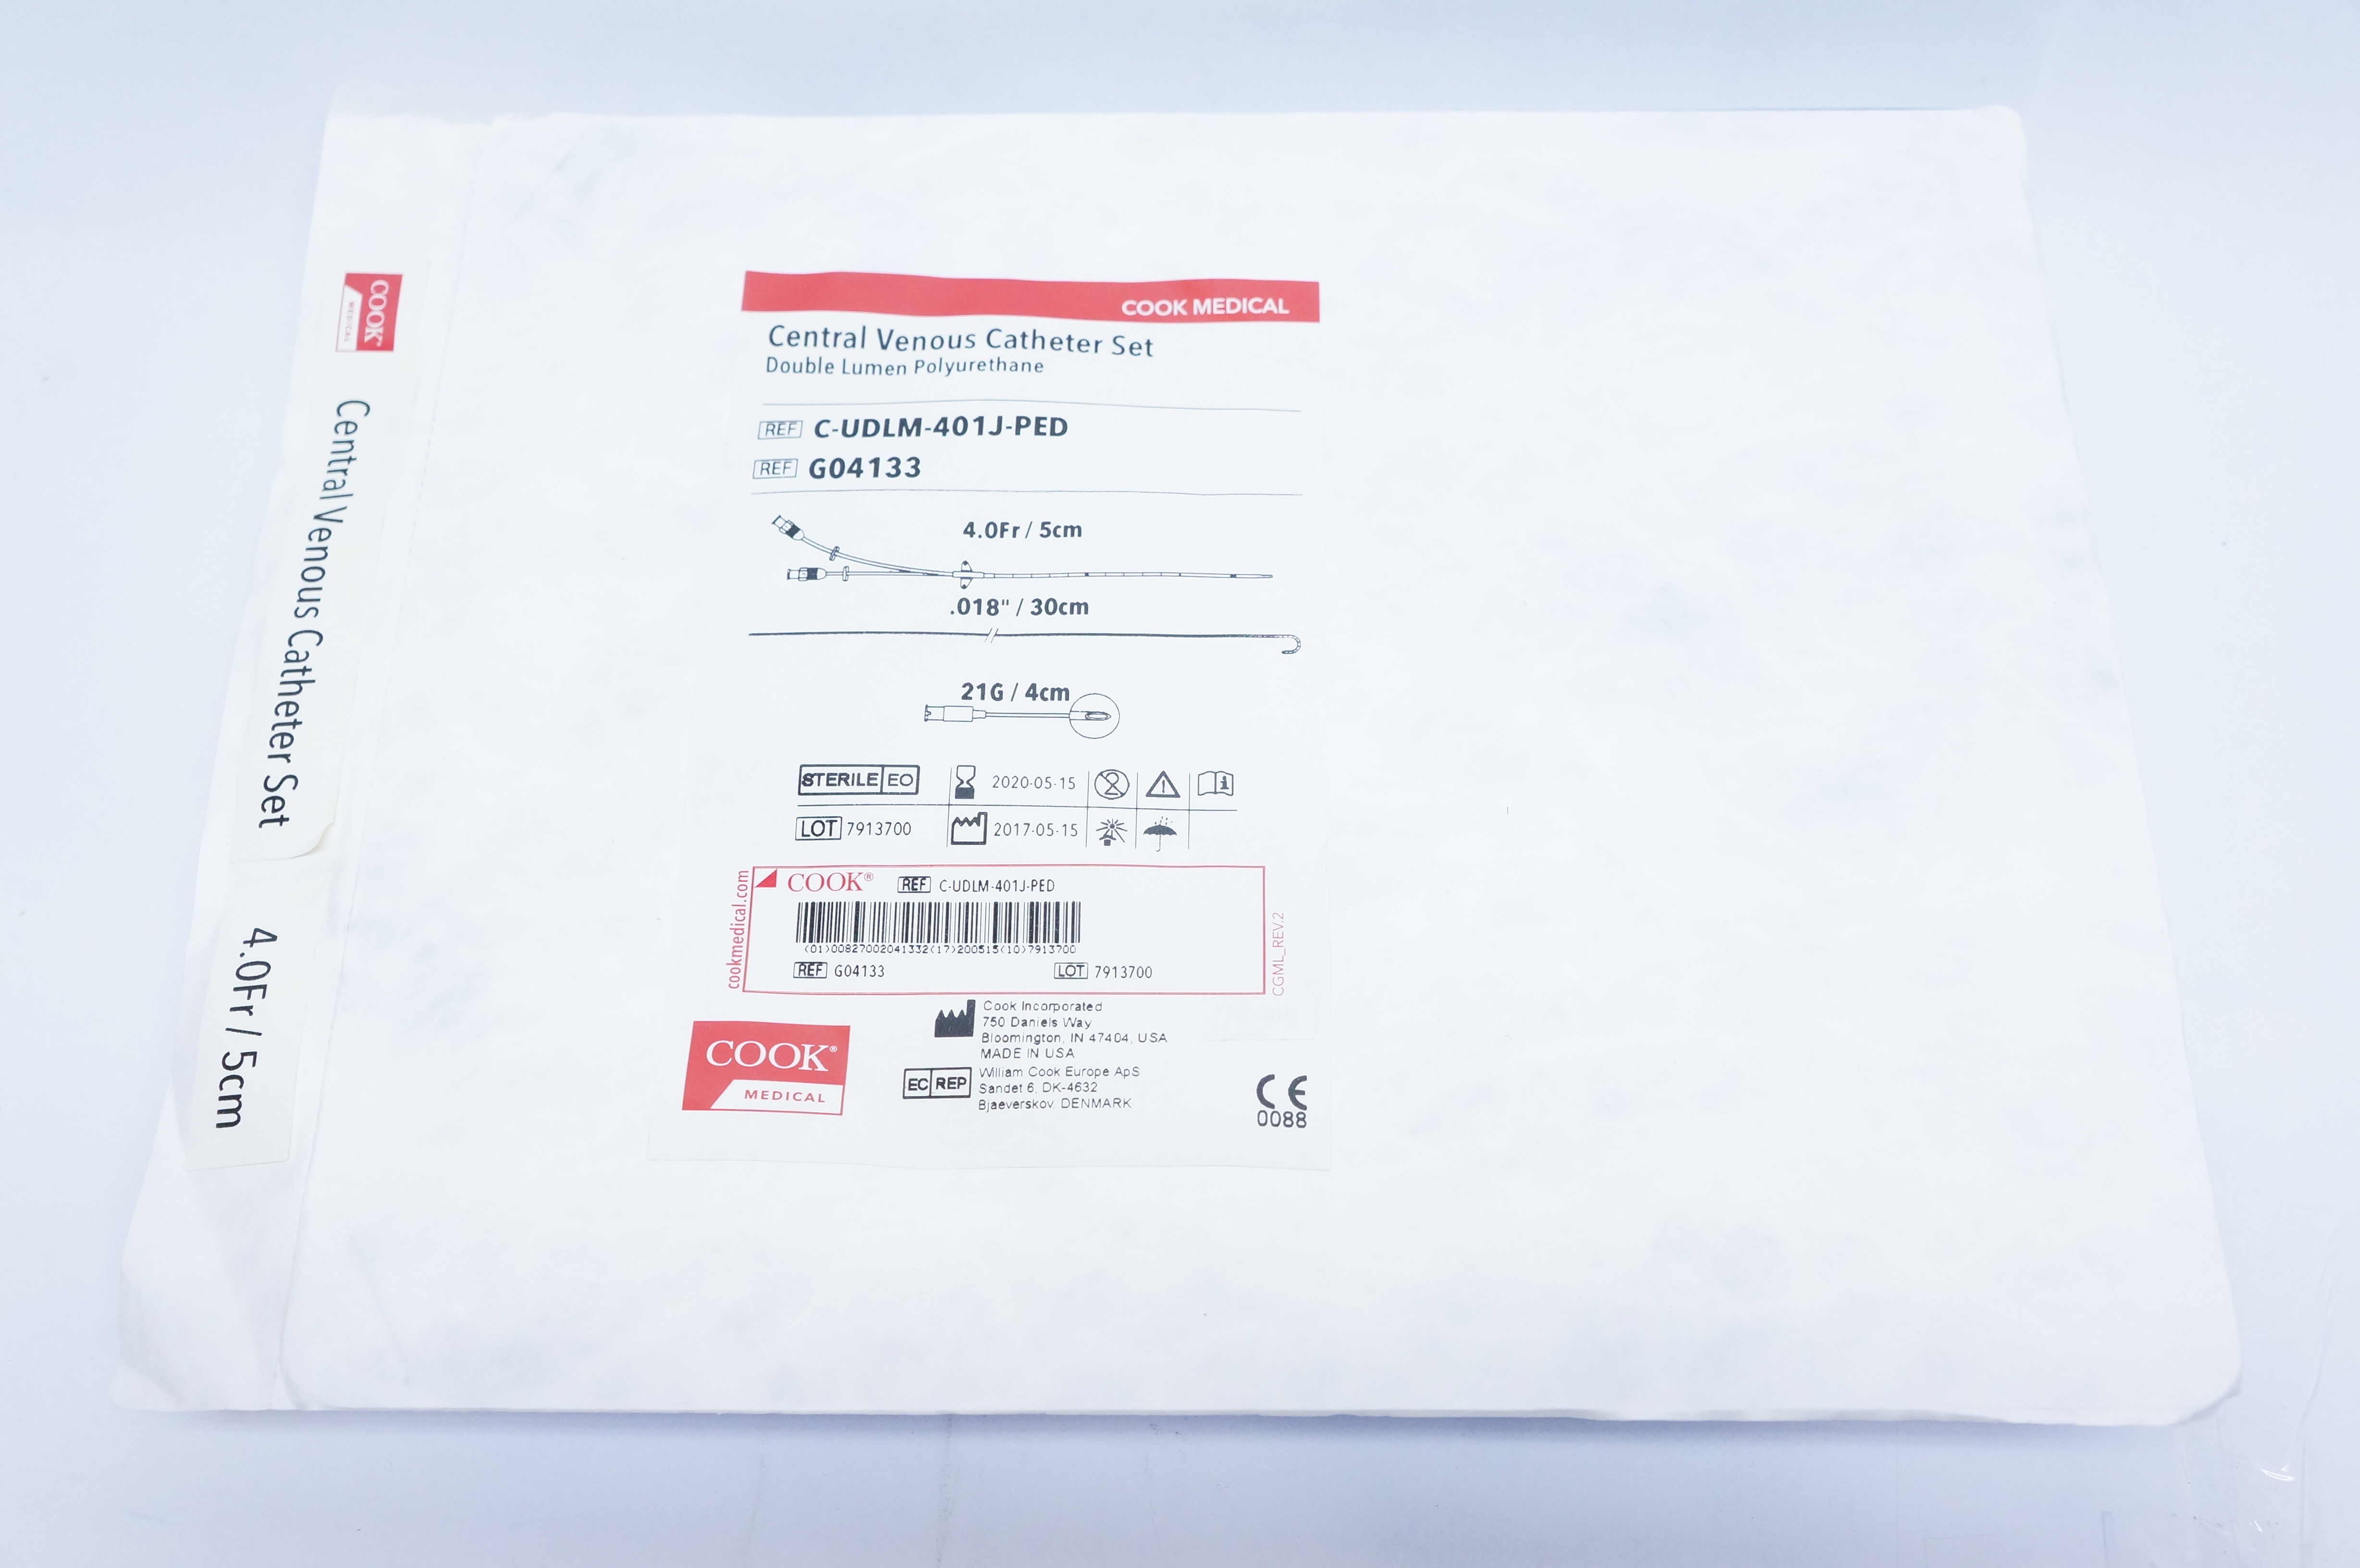 COOK
MEDICAL
Central Venous Catheter Set
4.0Fr / 5cm
COOK MEDICAL
Central Venous Catheter Set
Double Lumen Polyurethane
REF C-UDLM-401J-PED
REF G04133
4.0Fr / 5cm
.018" / 30cm
21G / 4cm
STERILE EO 2020-05-15
LOT 7913700 2017-05-15
cookmedical.com
COOK® REF C-UDLM-401J-PED
(01)00827002041332(17)200515(10)7913700
REF G04133 LOT 7913700
CGML_REV.2
Cook Incorporated
750 Daniels Way
Bloomington, IN 47404, USA
MADE IN USA
EC REP William Cook Europe ApS
Sandet 6, DK-4632
Bjaeverskov, DENMARK
COOK®
MEDICAL
CE
0088